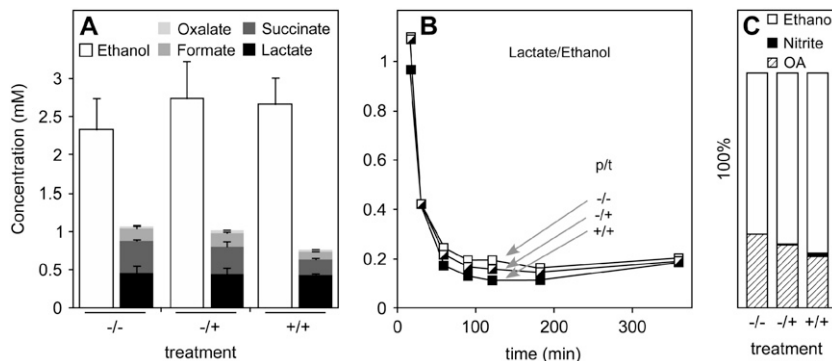 A
Oxalate
Succinate
Ethanol
Formate
Lactate
Concentration (mM)
3
2.5
2
1.5
1
0.5
0
-/-
-/+
+/+
treatment
B
Lactate/Ethanol
1
0.8
0.6
0.4
0.2
0
p/t
-/-
-/+
+/+
0
100
200
300
time (min)
C
Ethanol
Nitrite
OA
100%
-/-
-/+
+/+
treatment